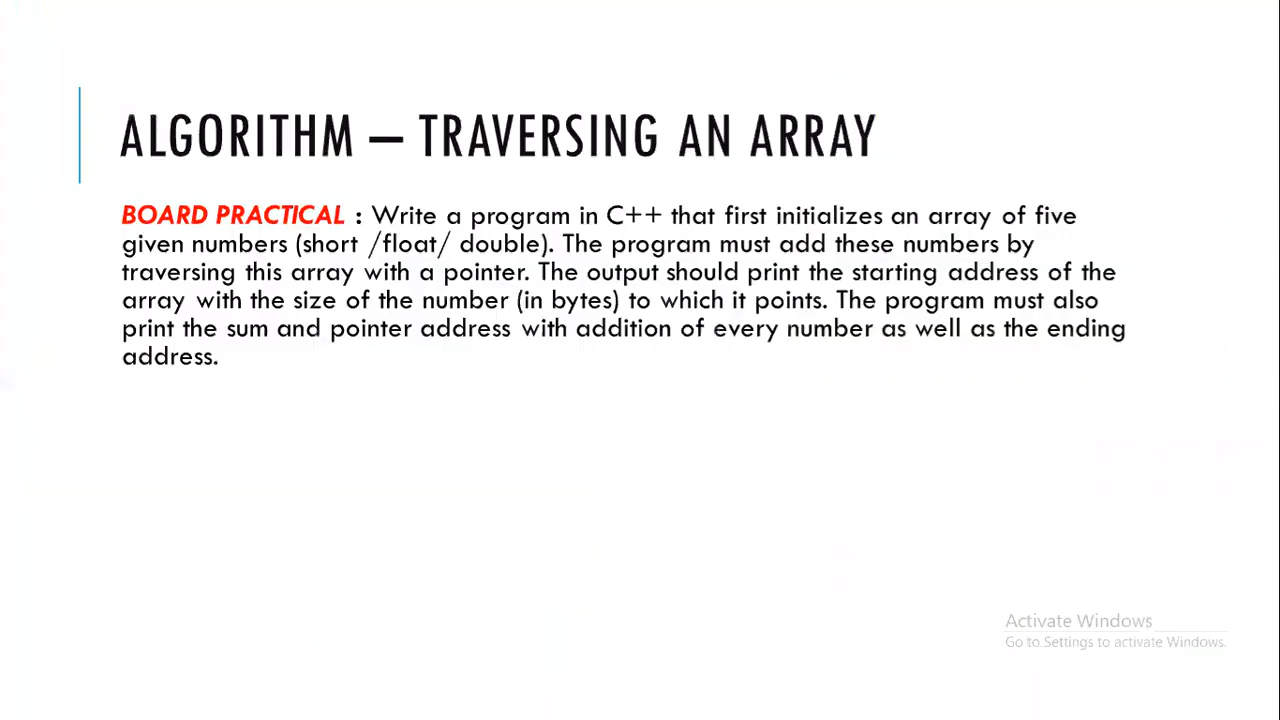 ALGORITHM – TRAVERSING AN ARRAY
BOARD PRACTICAL : Write a program in C++ that first initializes an array of five
given numbers (short /float/ double). The program must add these numbers by
traversing this array with a pointer. The output should print the starting address of the
array with the size of the number (in bytes) to which it points. The program must also
print the sum and pointer address with addition of every number as well as the ending
address.
Activate Windows
Go to Settings to activate Windows.